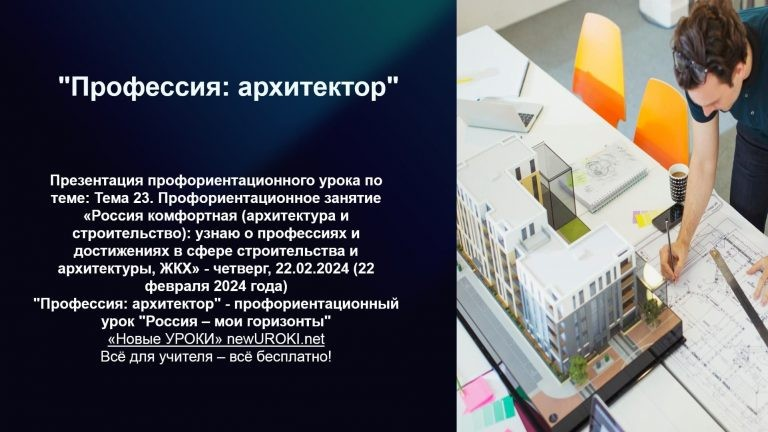 "Профессия: архитектор"
Презентация профориентационного урока по
теме: Тема 23. Профориентационное занятие
«Россия комфортная (архитектура и
строительство): узнаю о профессиях и
достижениях в сфере строительства и
архитектуры, ЖКХ» - четверг, 22.02.2024 (22
февраля 2024 года)
"Профессия: архитектор" - профориентационный
урок "Россия – мои горизонты"
«Новые УРОКИ» newUROKI.net
Всё для учителя – всё бесплатно!